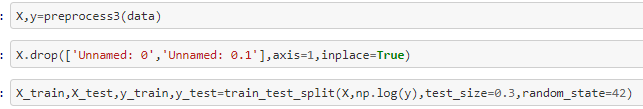 : X,y=preprocess3(data)
: X.drop(['Unnamed: 0','Unnamed: 0.1'],axis=1,inplace=True)
: X_train,X_test,y_train,y_test=train_test_split(X,np.log(y),test_size=0.3,random_state=42)